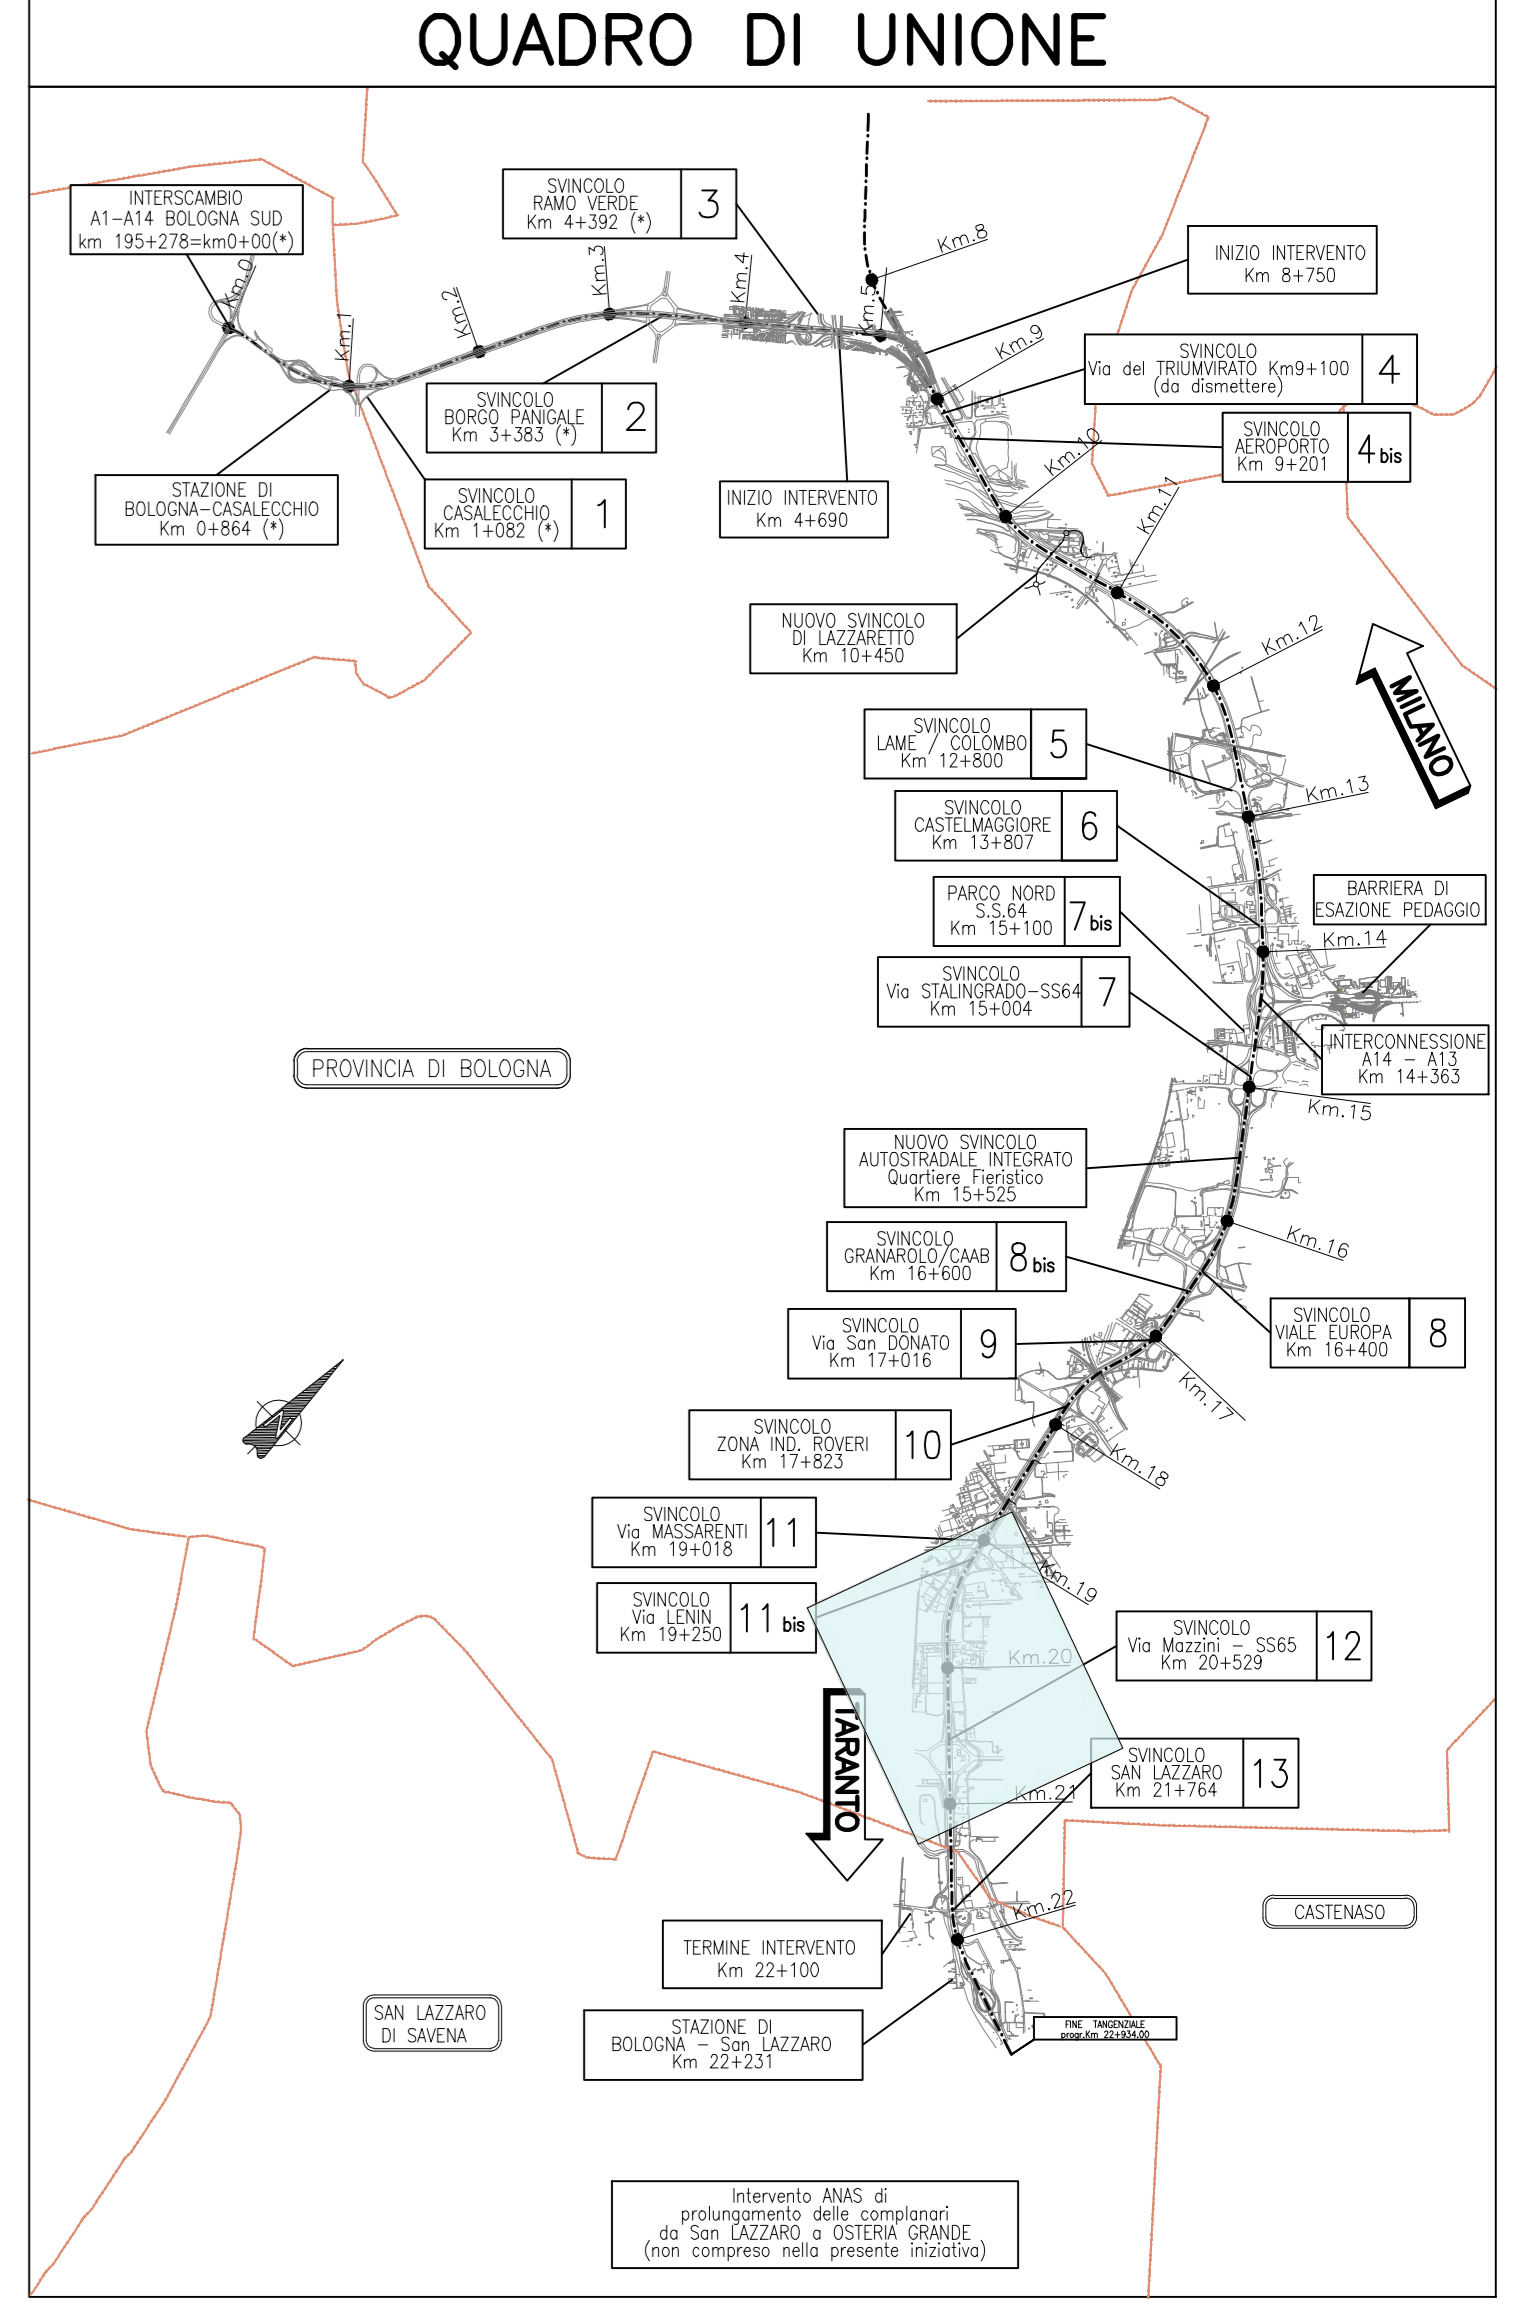 QUADRO DI UNIONE
INTERSCAMBIO
A1-A14 BOLOGNA SUD
km 195+278=km0+00(*)
SVINCOLO
RAMO VERDE
Km 4+392 (*)
3
Km.8
INIZIO INTERVENTO
Km 8+750
Km.0
Km.1
Km.2
Km.3
Km.4
Km.5
Km.9
SVINCOLO
Via del TRIUMVIRATO Km9+100
(da dismettere)
4
SVINCOLO
BORGO PANIGALE
Km 3+383 (*)
2
SVINCOLO
AEROPORTO
Km 9+201
4 bis
Km.10
STAZIONE DI
BOLOGNA-CASALECCHIO
Km 0+864 (*)
SVINCOLO
CASALECCHIO
Km 1+082 (*)
1
INIZIO INTERVENTO
Km 4+690
Km.11
NUOVO SVINCOLO
DI LAZZARETTO
Km 10+450
Km.12
MILANO
SVINCOLO
LAME / COLOMBO
Km 12+800
5
Km.13
SVINCOLO
CASTELMAGGIORE
Km 13+807
6
PARCO NORD
S.S.64
Km 15+100
7 bis
BARRIERA DI
ESAZIONE PEDAGGIO
Km.14
SVINCOLO
Via STALINGRADO-SS64
Km 15+004
7
INTERCONNESSIONE
A14 - A13
Km 14+363
PROVINCIA DI BOLOGNA
Km.15
NUOVO SVINCOLO
AUTOSTRADALE INTEGRATO
Quartiere Fieristico
Km 15+525
Km.16
SVINCOLO
GRANAROLO/CAAB
Km 16+600
8 bis
SVINCOLO
VIALE EUROPA
Km 16+400
8
SVINCOLO
Via San DONATO
Km 17+016
9
Km.17
SVINCOLO
ZONA IND. ROVERI
Km 17+823
10
Km.18
SVINCOLO
Via MASSARENTI
Km 19+018
11
Km.19
SVINCOLO
Via LENIN
Km 19+250
11 bis
SVINCOLO
Via Mazzini - SS65
Km 20+529
12
Km.20
TARANTO
SVINCOLO
SAN LAZZARO
Km 21+764
13
Km.21
Km.22
CASTENASO
TERMINE INTERVENTO
Km 22+100
SAN LAZZARO
DI SAVENA
STAZIONE DI
BOLOGNA - San LAZZARO
Km 22+231
FINE TANGENZIALE
progr.Km 22+934.00
Intervento ANAS di
prolungamento delle complanari
da San LAZZARO a OSTERIA GRANDE
(non compreso nella presente iniziativa)